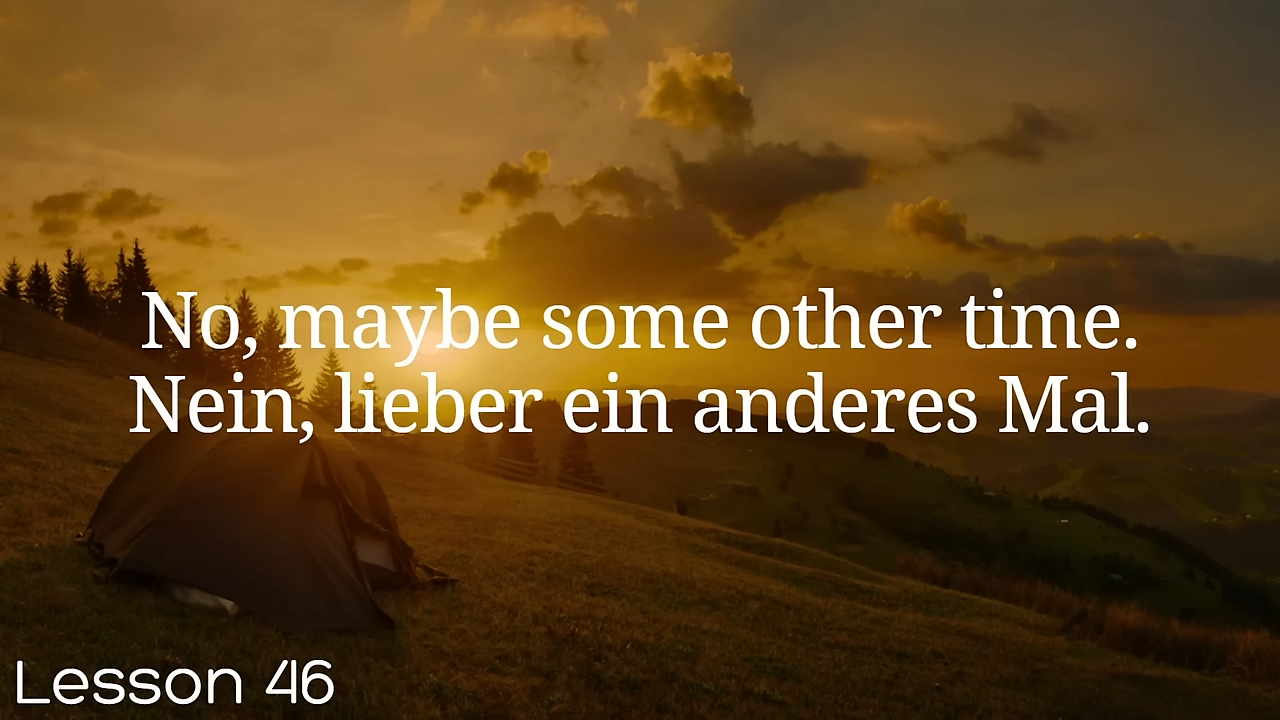 No, maybe some other time.
Nein, lieber ein anderes Mal.
Lesson 46